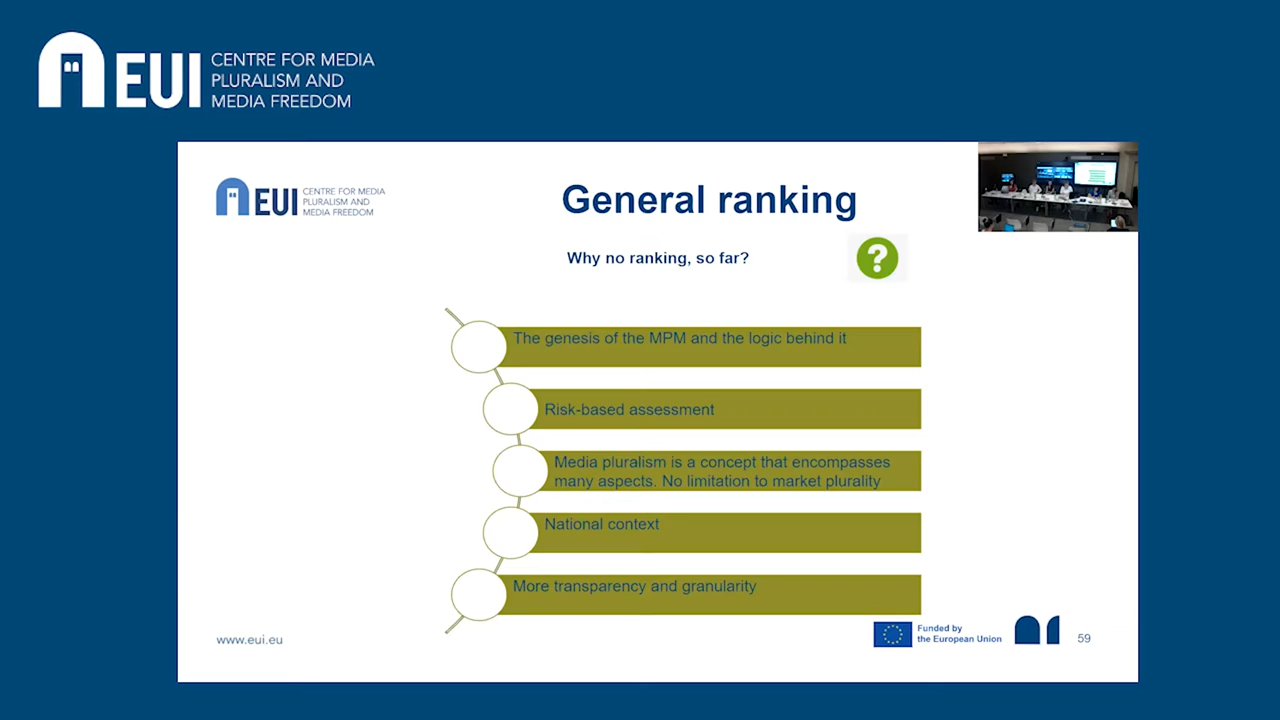 EUI
CENTRE FOR MEDIA
PLURALISM AND
MEDIA FREEDOM
EUI
CENTRE FOR MEDIA
PLURALISM AND
MEDIA FREEDOM
General ranking
Why no ranking, so far?
?
The genesis of the MPM and the logic behind it
Risk-based assessment
Media pluralism is a concept that encompasses
many aspects. No limitation to market plurality
National context
More transparency and granularity
www.eui.eu
Funded by
the European Union
59